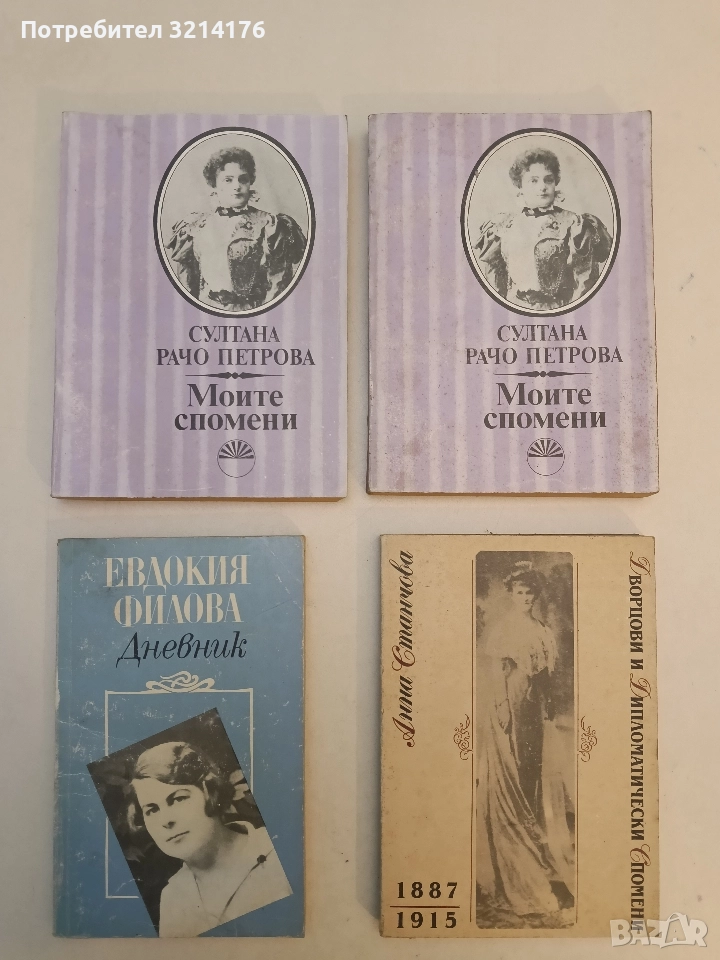 Потребител 3214176
СУЛТАНА
РАЧО ПЕТРОВА
Моите
спомени
СУЛТАНА
РАЧО ПЕТРОВА
Моите
спомени
ЕВДОКИЯ
ФИЛОВА
Дневник
Анна Станчова
Дворцови и Дипломатически Спомени
1887
1915
BAZAR